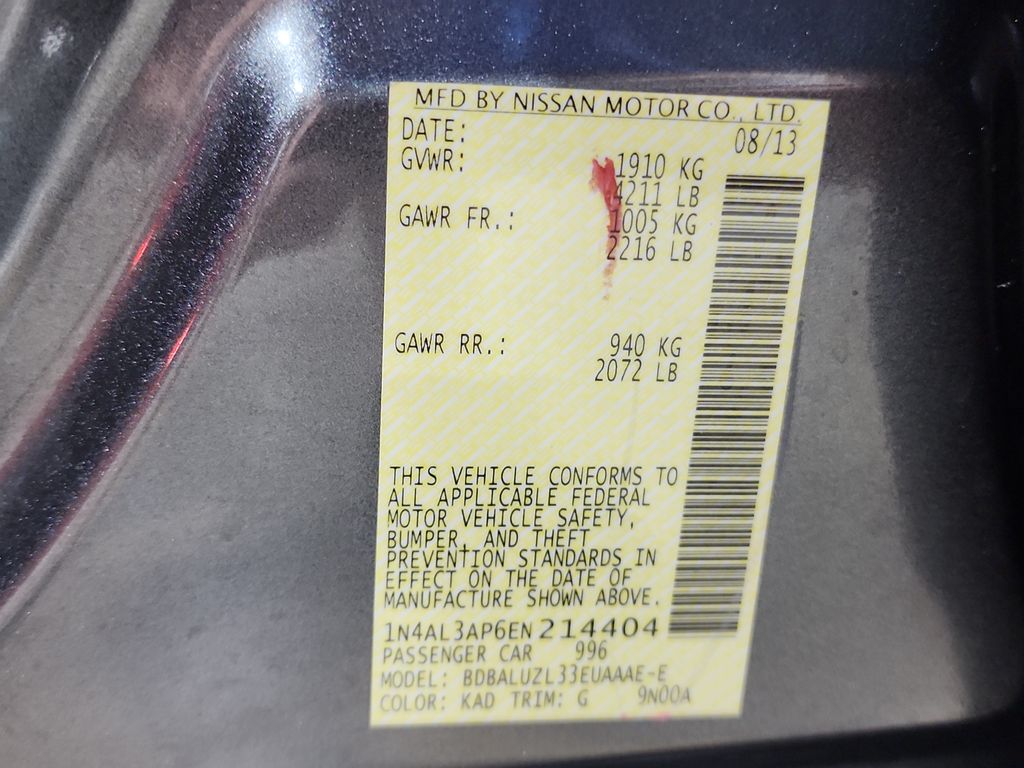 MFD BY NISSAN MOTOR CO., LTD.
DATE: 08/13
GVWR: 1910 KG
4211 LB
GAWR FR.: 1005 KG
2216 LB
GAWR RR.: 940 KG
2072 LB
THIS VEHICLE CONFORMS TO
ALL APPLICABLE FEDERAL
MOTOR VEHICLE SAFETY,
BUMPER, AND THEFT
PREVENTION STANDARDS IN
EFFECT ON THE DATE OF
MANUFACTURE SHOWN ABOVE.
1N4AL3AP6EN214404
PASSENGER CAR 996
MODEL: BDBALUZL33EUAAAE-E
COLOR: KAD TRIM: G 9N00A